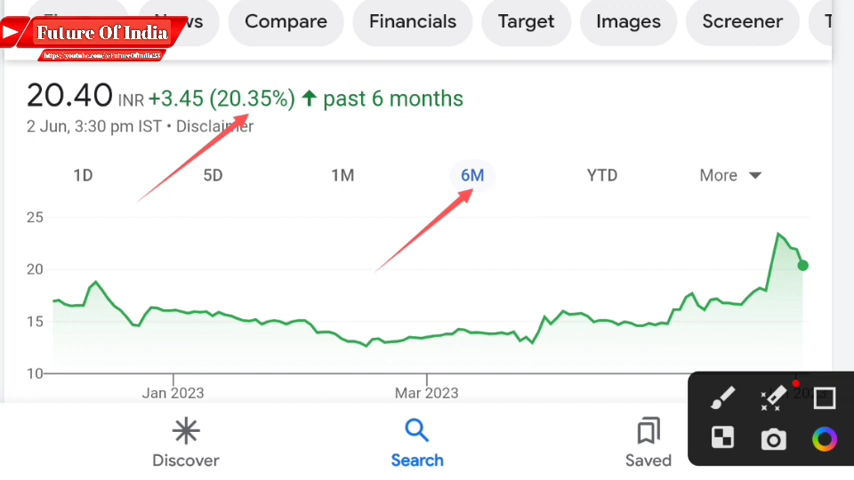 News
Compare
Financials
Target
Images
Screener
Future Of India
20.40 INR +3.45 (20.35%) ↑ past 6 months
2 Jun, 3:30 pm IST • Disclaimer
1D
5D
1M
6M
YTD
More
25
20
15
10
Jan 2023
Mar 2023
Discover
Search
Saved